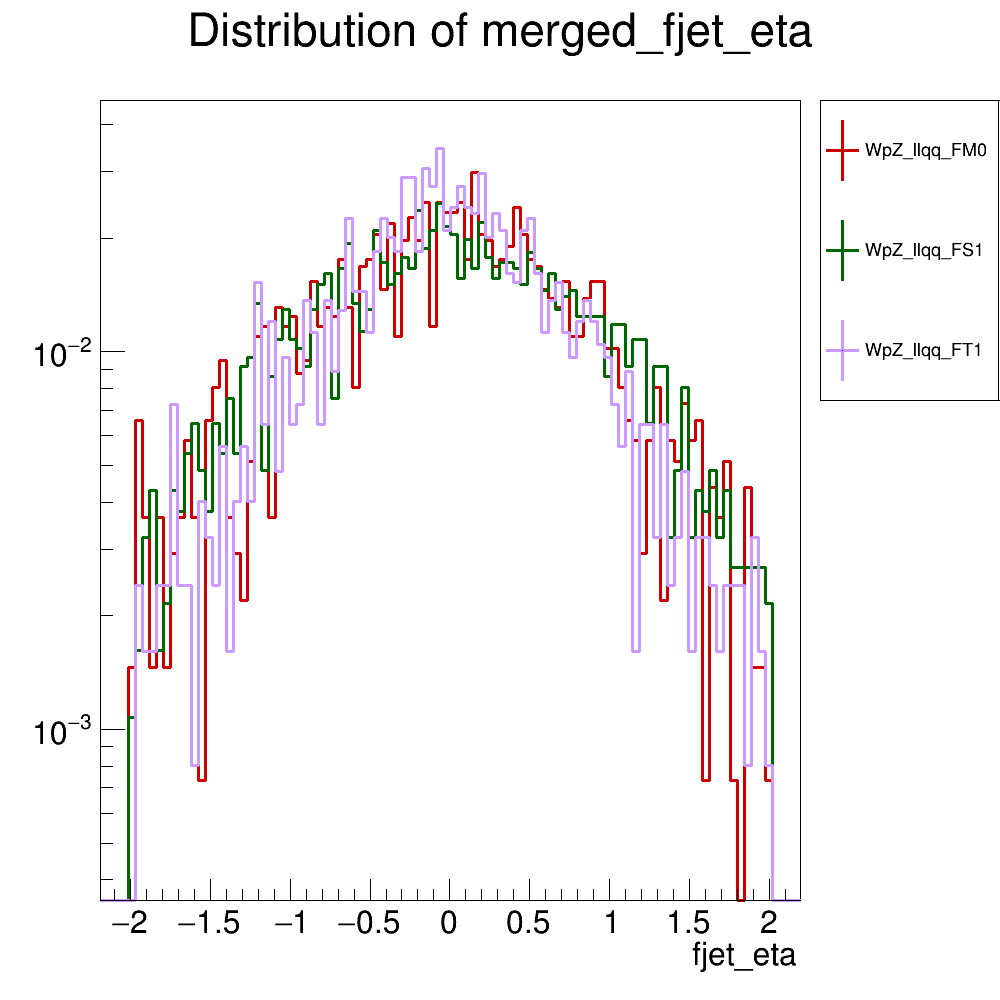 Distribution of merged_fjet_eta
WpZ_llqq_FM0
WpZ_llqq_FS1
WpZ_llqq_FT1
10−2
10−3
−2 −1.5 −1 −0.5 0 0.5 1 1.5 2
fjet_eta